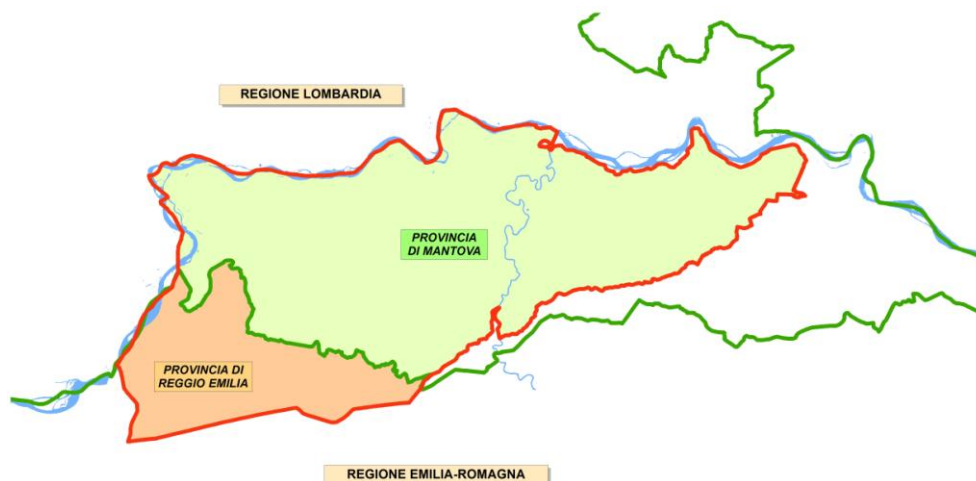 REGIONE LOMBARDIA
PROVINCIA
DI MANTOVA
PROVINCIA DI
REGGIO EMILIA
REGIONE EMILIA-ROMAGNA